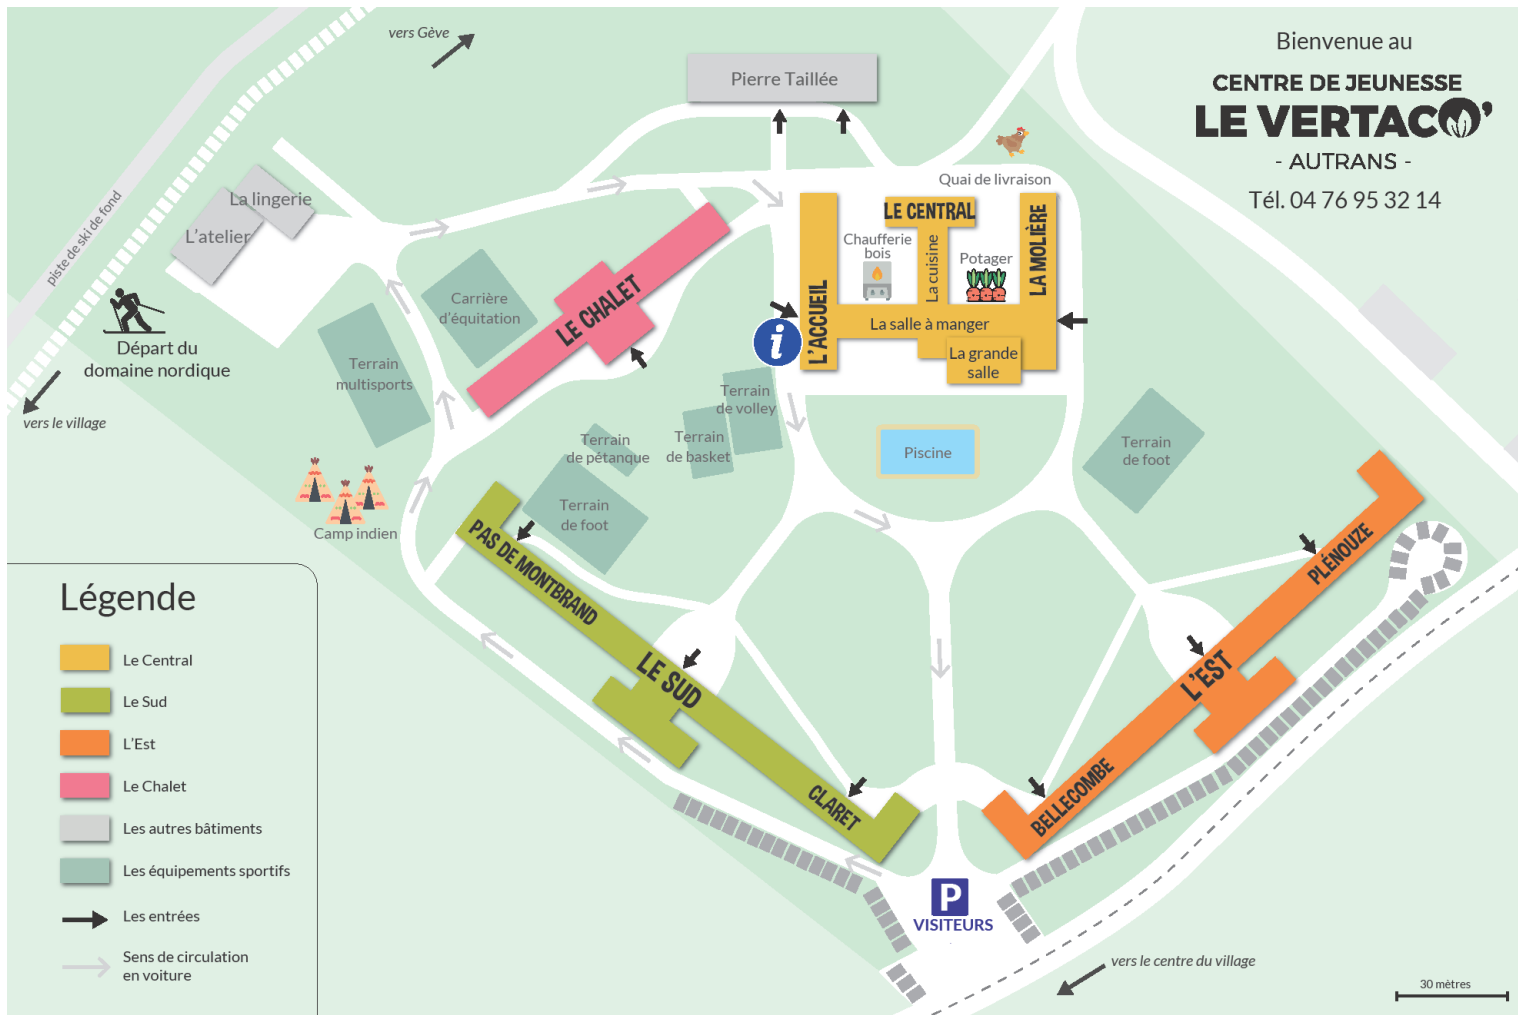 vers Gève
Bienvenue au
CENTRE DE JEUNESSE
LE VERTACO'
- AUTRANS -
Tél. 04 76 95 32 14
Pierre Taillée
Quai de livraison
La lingerie
L'atelier
piste de ski de fond
LE CENTRAL
LA MOLIÈRE
Chaufferie
bois
La cuisine
Potager
L'ACCUEIL
La salle à manger
La grande
salle
i
Carrière
d'équitation
LE CHALET
Départ du
domaine nordique
vers le village
Terrain
multisports
Terrain
de volley
Terrain
de basket
Terrain
de pétanque
Terrain
de foot
Piscine
Terrain
de foot
Camp indien
PAS DE MONTBRAND
LE SUD
CLARET
PLÉNOUZE
L'EST
BELLECOMBE
P
VISITEURS
vers le centre du village
30 mètres
Légende
Le Central
Le Sud
L'Est
Le Chalet
Les autres bâtiments
Les équipements sportifs
Les entrées
Sens de circulation
en voiture